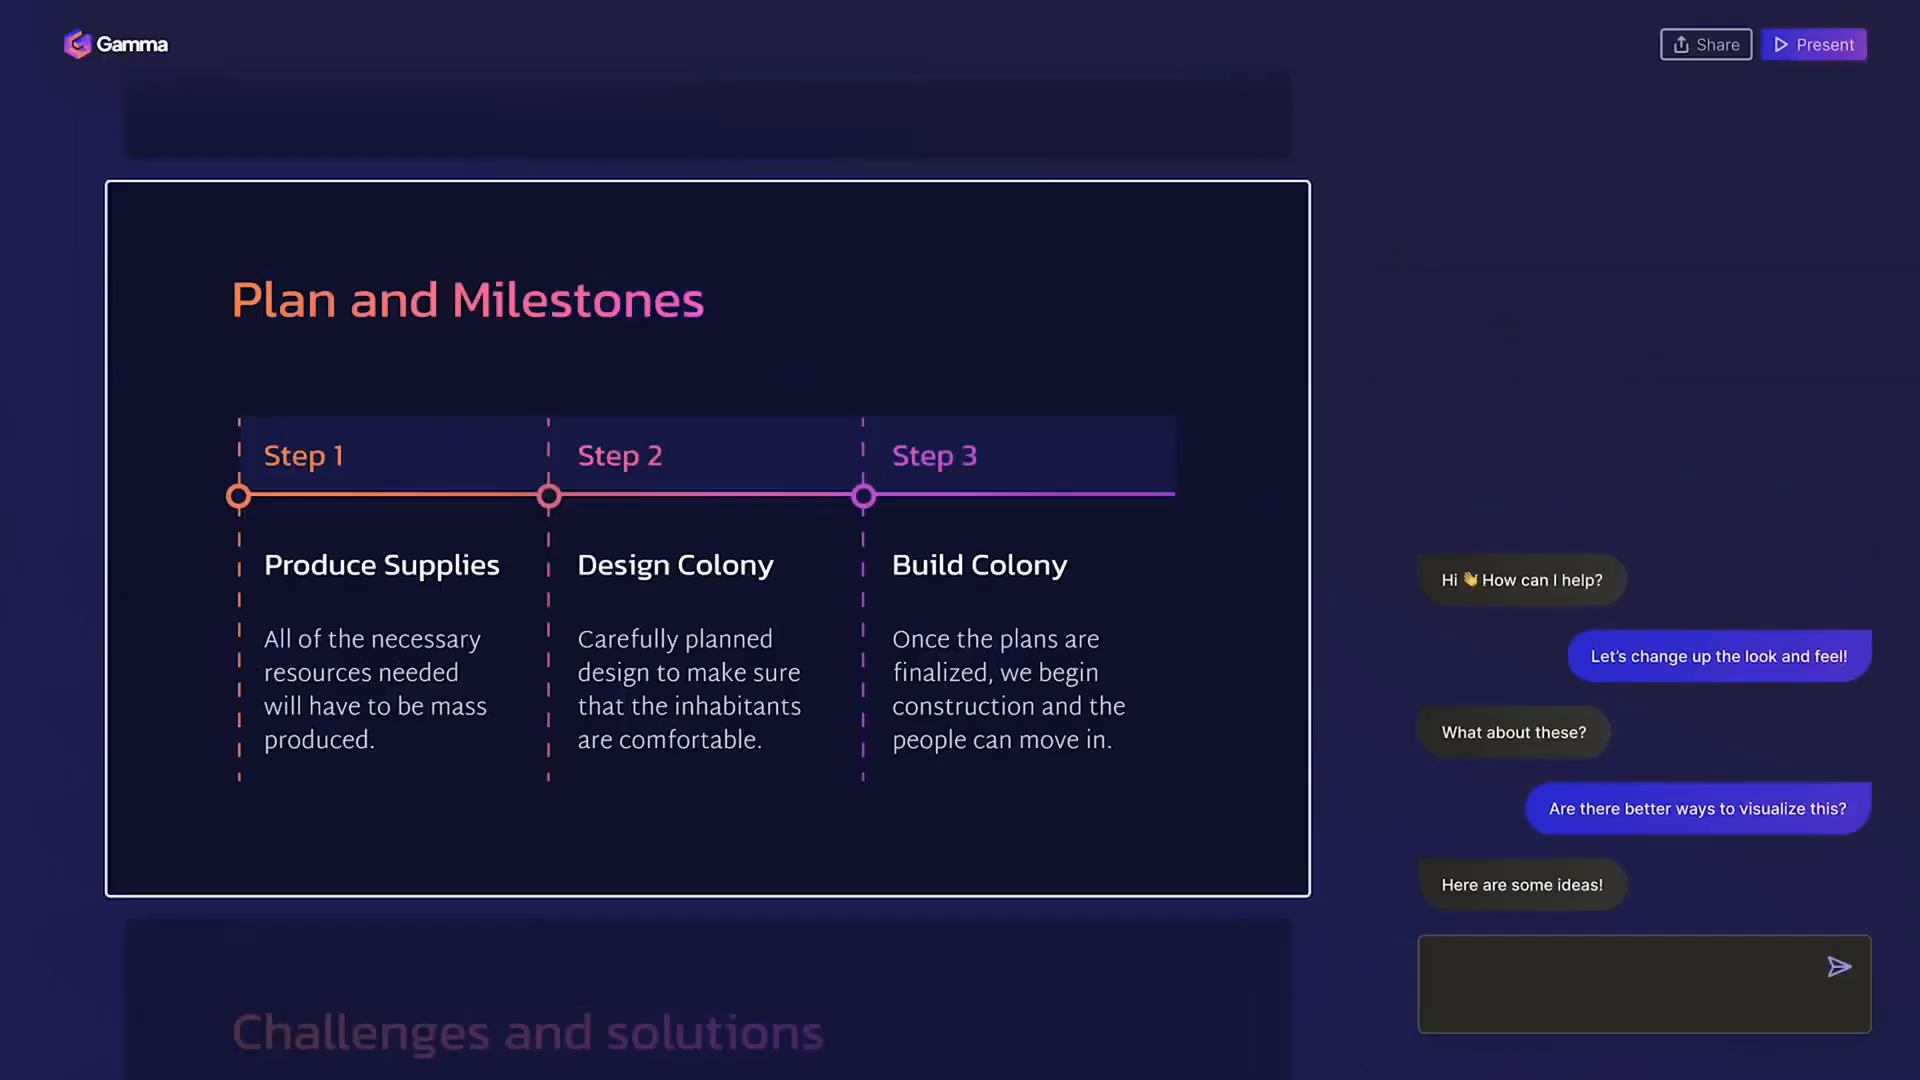 Gamma
Share
Present
Plan and Milestones
Step 1
Step 2
Step 3
Produce Supplies
All of the necessary
resources needed
will have to be mass
produced.
Design Colony
Carefully planned
design to make sure
that the inhabitants
are comfortable.
Build Colony
Once the plans are
finalized, we begin
construction and the
people can move in.
Challenges and solutions
Hi 👋 How can I help?
Let’s change up the look and feel!
What about these?
Are there better ways to visualize this?
Here are some ideas!